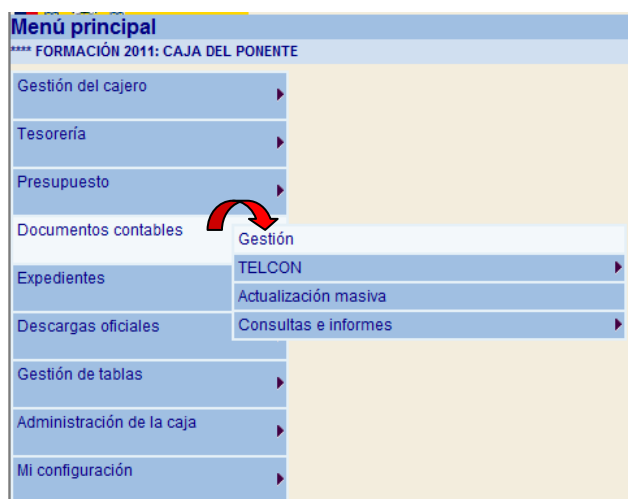 Menú principal
**** FORMACIÓN 2011: CAJA DEL PONENTE
Gestión del cajero
Tesorería
Presupuesto
Documentos contables
Gestión
TELCON
Actualización masiva
Consultas e informes
Expedientes
Descargas oficiales
Gestión de tablas
Administración de la caja
Mi configuración